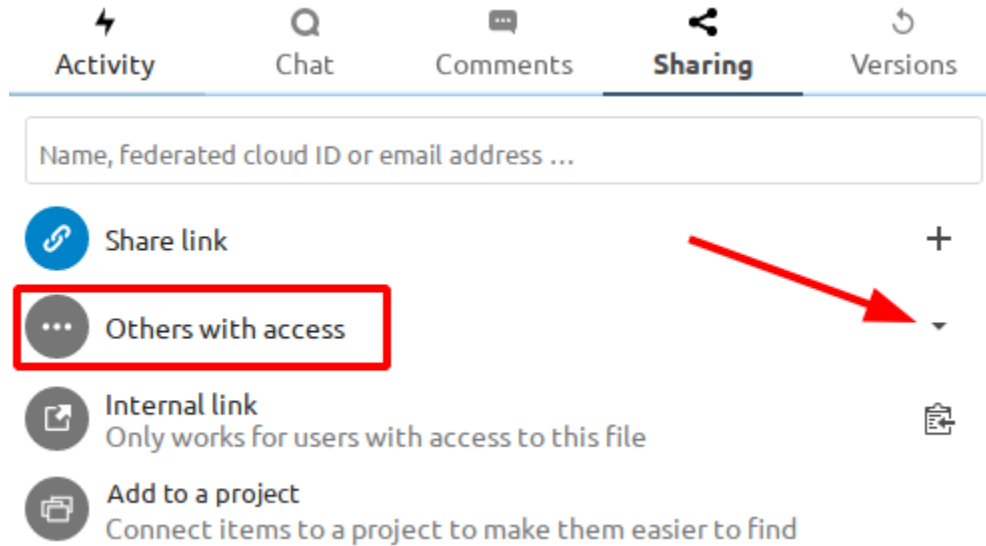 Activity Chat Comments Sharing Versions
Name, federated cloud ID or email address ...
Share link
Others with access
Internal link
Only works for users with access to this file
Add to a project
Connect items to a project to make them easier to find